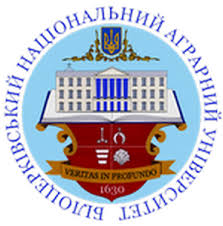 БІЛОЦЕРКІВСЬКИЙ НАЦІОНАЛЬНИЙ АГРАРНИЙ УНІВЕРСИТЕТ
VERITAS IN PROFUNDO
1630